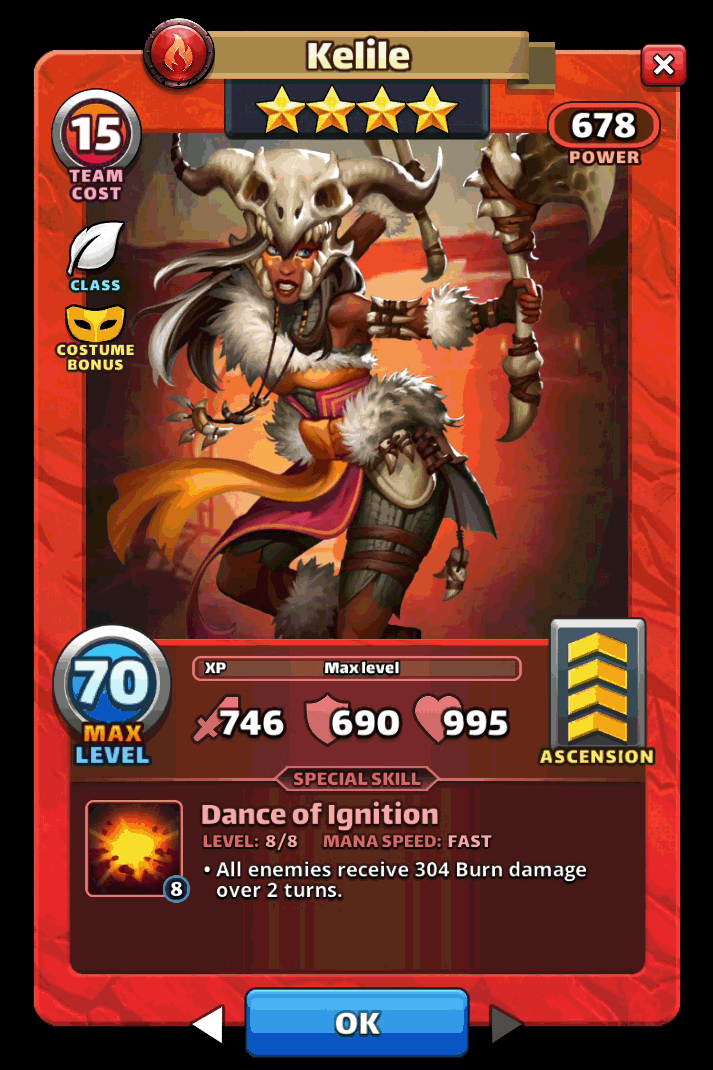 Kelile
15
TEAM
COST
678
POWER
CLASS
COSTUME
BONUS
70
MAX
LEVEL
XP Max level
746 690 995
ASCENSION
SPECIAL SKILL
Dance of Ignition
LEVEL: 8/8 MANA SPEED: FAST
8
• All enemies receive 304 Burn damage
over 2 turns.
OK